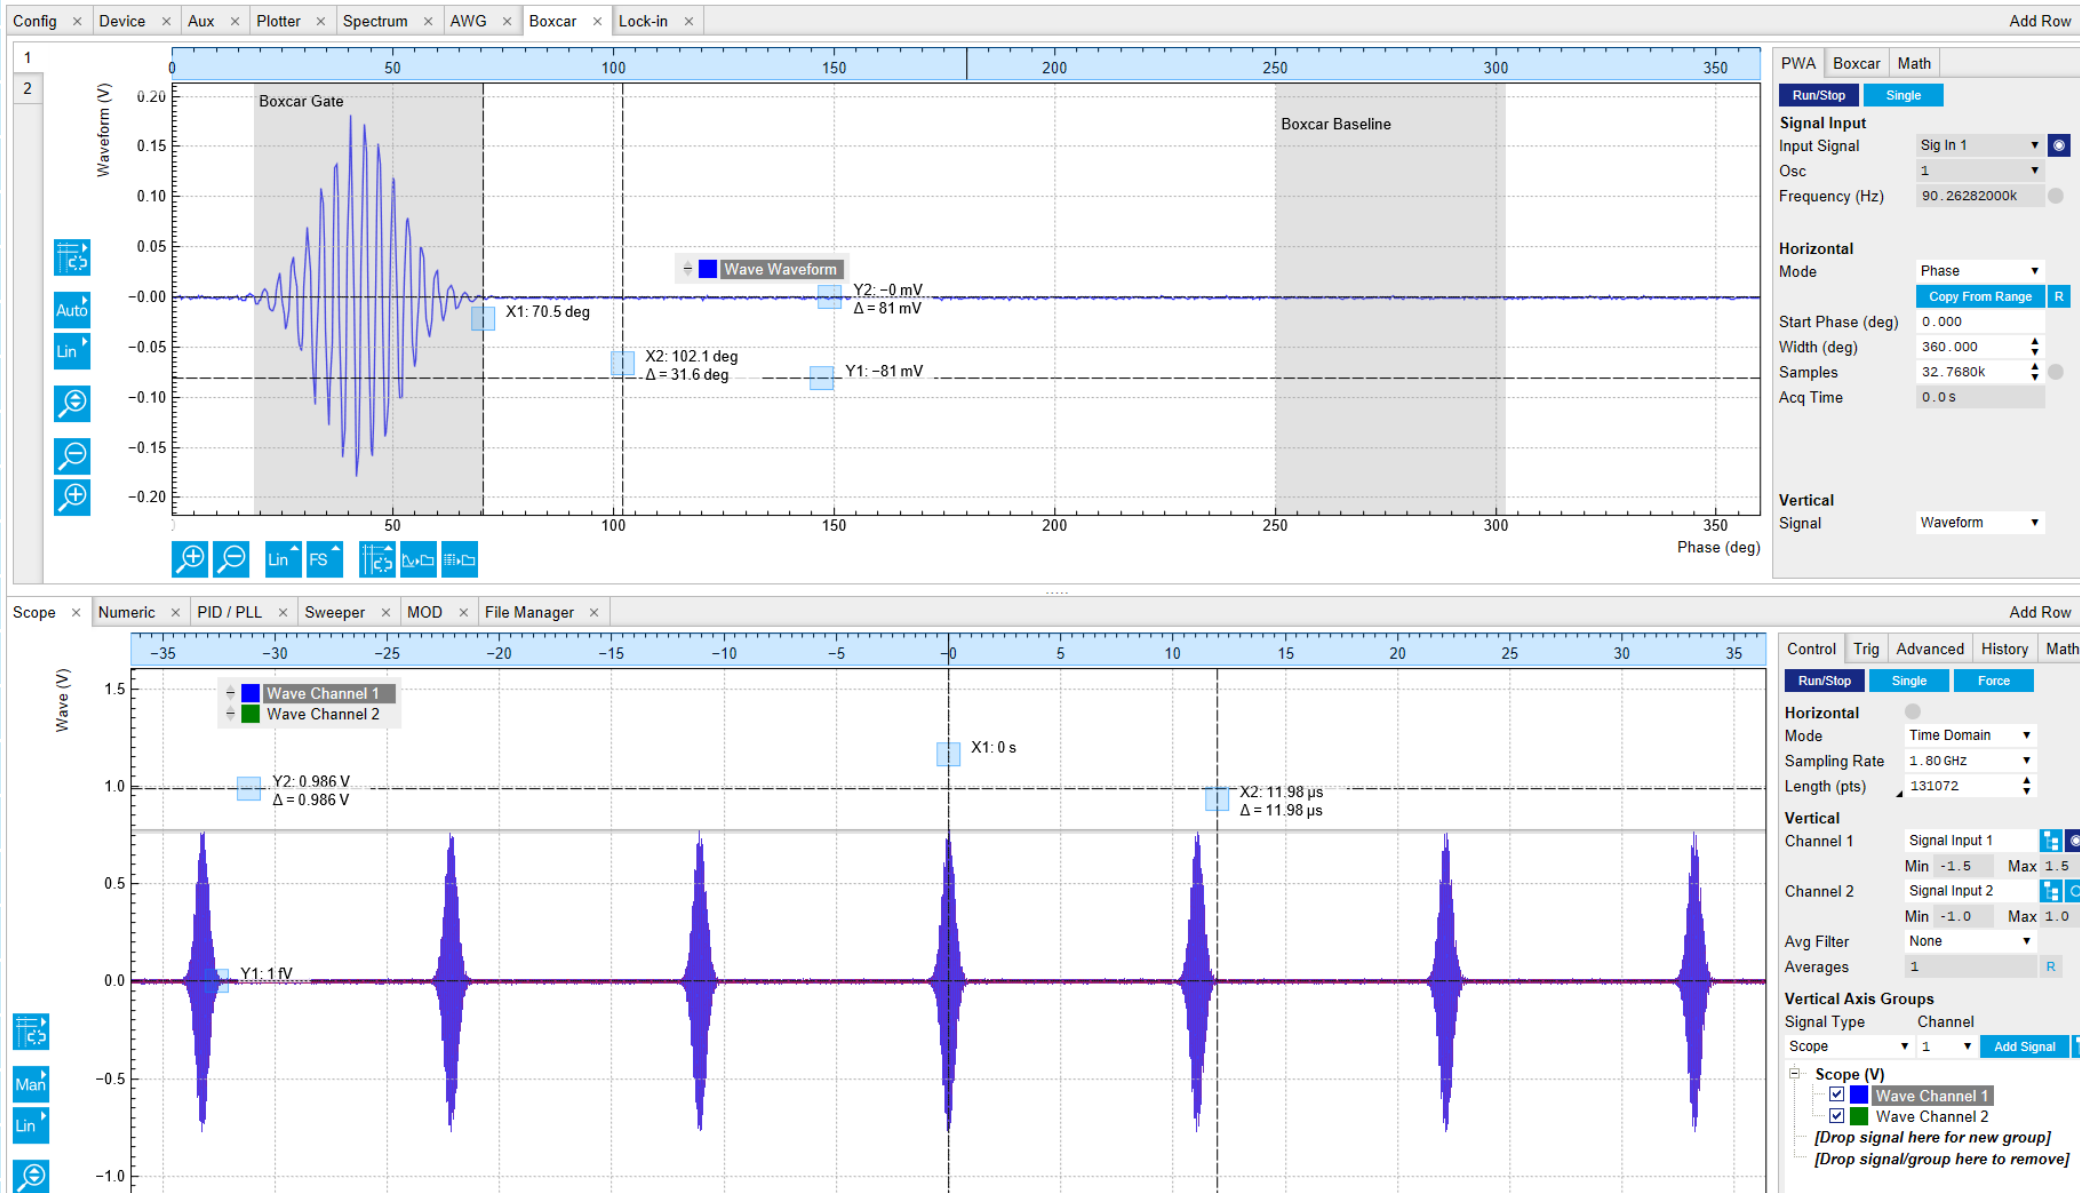 Config × Device × Aux × Plotter × Spectrum × AWG × Boxcar × Lock-in × Add Row
1
2
0 50 100 150 200 250 300 350
Waveform (V)
0.20
0.15
0.10
0.05
−0.00
−0.05
−0.10
−0.15
−0.20
Boxcar Gate
Boxcar Baseline
Wave Waveform
Y2: −0 mV
Δ = 81 mV
X1: 70.5 deg
X2: 102.1 deg
Δ = 31.6 deg
Y1: −81 mV
50 100 150 200 250 300 350
Phase (deg)
Auto
Lin
Lin FS
PWA Boxcar Math
Run/Stop Single
Signal Input
Input Signal Sig In 1
Osc 1
Frequency (Hz) 90.26282000k
Horizontal
Mode Phase
Copy From Range R
Start Phase (deg) 0.000
Width (deg) 360.000
Samples 32.7680k
Acq Time 0.0s
Vertical
Signal Waveform
Scope × Numeric × PID / PLL × Sweeper × MOD × File Manager × Add Row
−35 −30 −25 −20 −15 −10 −5 −0 5 10 15 20 25 30 35
Wave (V)
1.5
1.0
0.5
0.0
−0.5
−1.0
Wave Channel 1
Wave Channel 2
X1: 0 s
Y2: 0.986 V
Δ = 0.986 V
X2: 11.98 µs
Δ = 11.98 µs
Y1: 1 fV
Man
Lin
Control Trig Advanced History Math
Run/Stop Single Force
Horizontal
Mode Time Domain
Sampling Rate 1.80 GHz
Length (pts) 131072
Vertical
Channel 1 Signal Input 1
Min -1.5 Max 1.5
Channel 2 Signal Input 2
Min -1.0 Max 1.0
Avg Filter None
Averages 1 R
Vertical Axis Groups
Signal Type Channel
Scope 1 Add Signal
Scope (V)
Wave Channel 1
Wave Channel 2
[Drop signal here for new group]
[Drop signal/group here to remove]